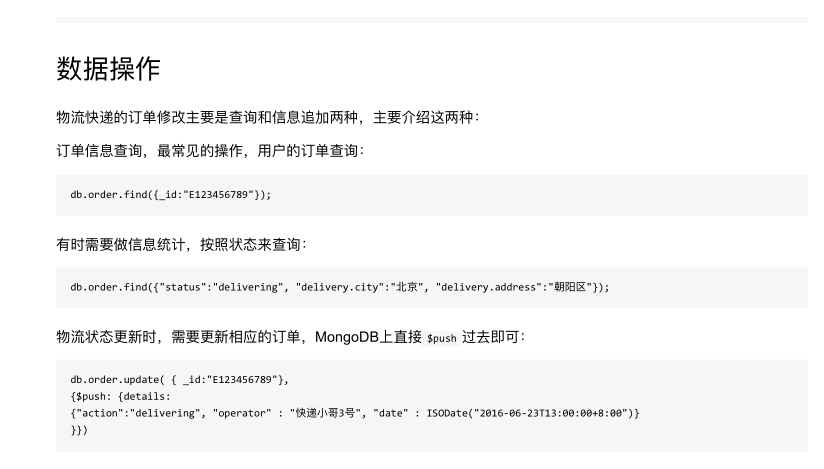 数据操作
物流快递的订单修改主要是查询和信息追加两种，主要介绍这两种：
订单信息查询，最常见的操作，用户的订单查询：
db.order.find({_id:"E123456789"});
有时需要做信息统计，按照状态来查询：
db.order.find({"status":"delivering", "delivery.city":"北京", "delivery.address":"朝阳区"});
物流状态更新时，需要更新相应的订单，MongoDB上直接 $push 过去即可：
db.order.update( { _id:"E123456789"},
{$push: {details:
{"action":"delivering", "operator" : "快递小哥3号", "date" : ISODate("2016-06-23T13:00:00+8:00")}
}})